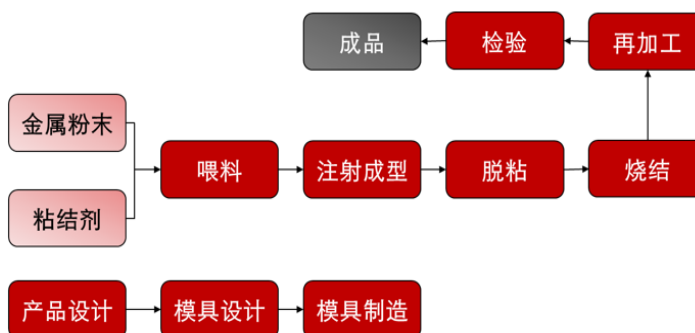 成品
检验
再加工
金属粉末
喂料
注射成型
脱粘
烧结
粘结剂
产品设计
模具设计
模具制造